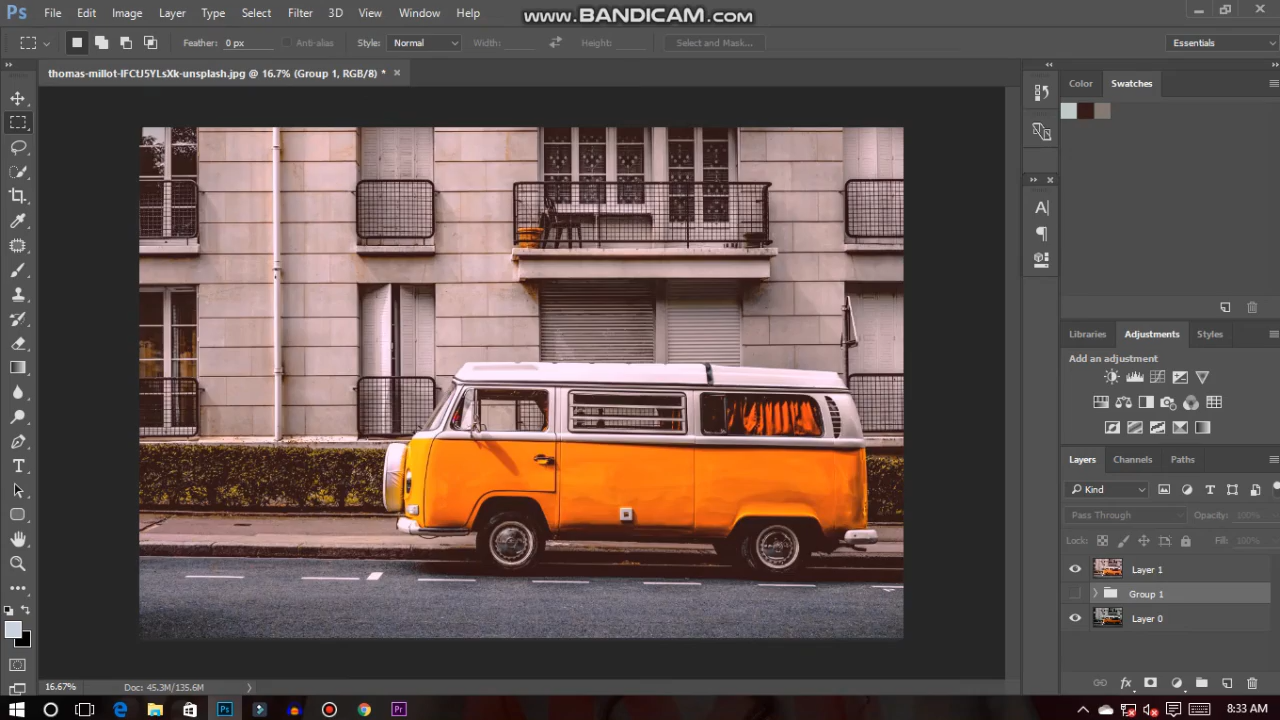 Ps File Edit Image Layer Type Select Filter 3D View Window Help
www.BANDICAM.com
Feather: 0 px Anti-alias Style: Normal Width: Height: Select and Mask... Essentials
thomas-millot-IFCtJ5YLsXk-unsplash.jpg @ 16.7% (Group 1, RGB/8) *
Color Swatches
Libraries Adjustments Styles
Add an adjustment
Layers Channels Paths
Kind
Pass Through Opacity: 100%
Lock: Fill: 100%
Layer 1
Group 1
Layer 0
16.67% Doc: 45.3M/135.6M
8:33 AM